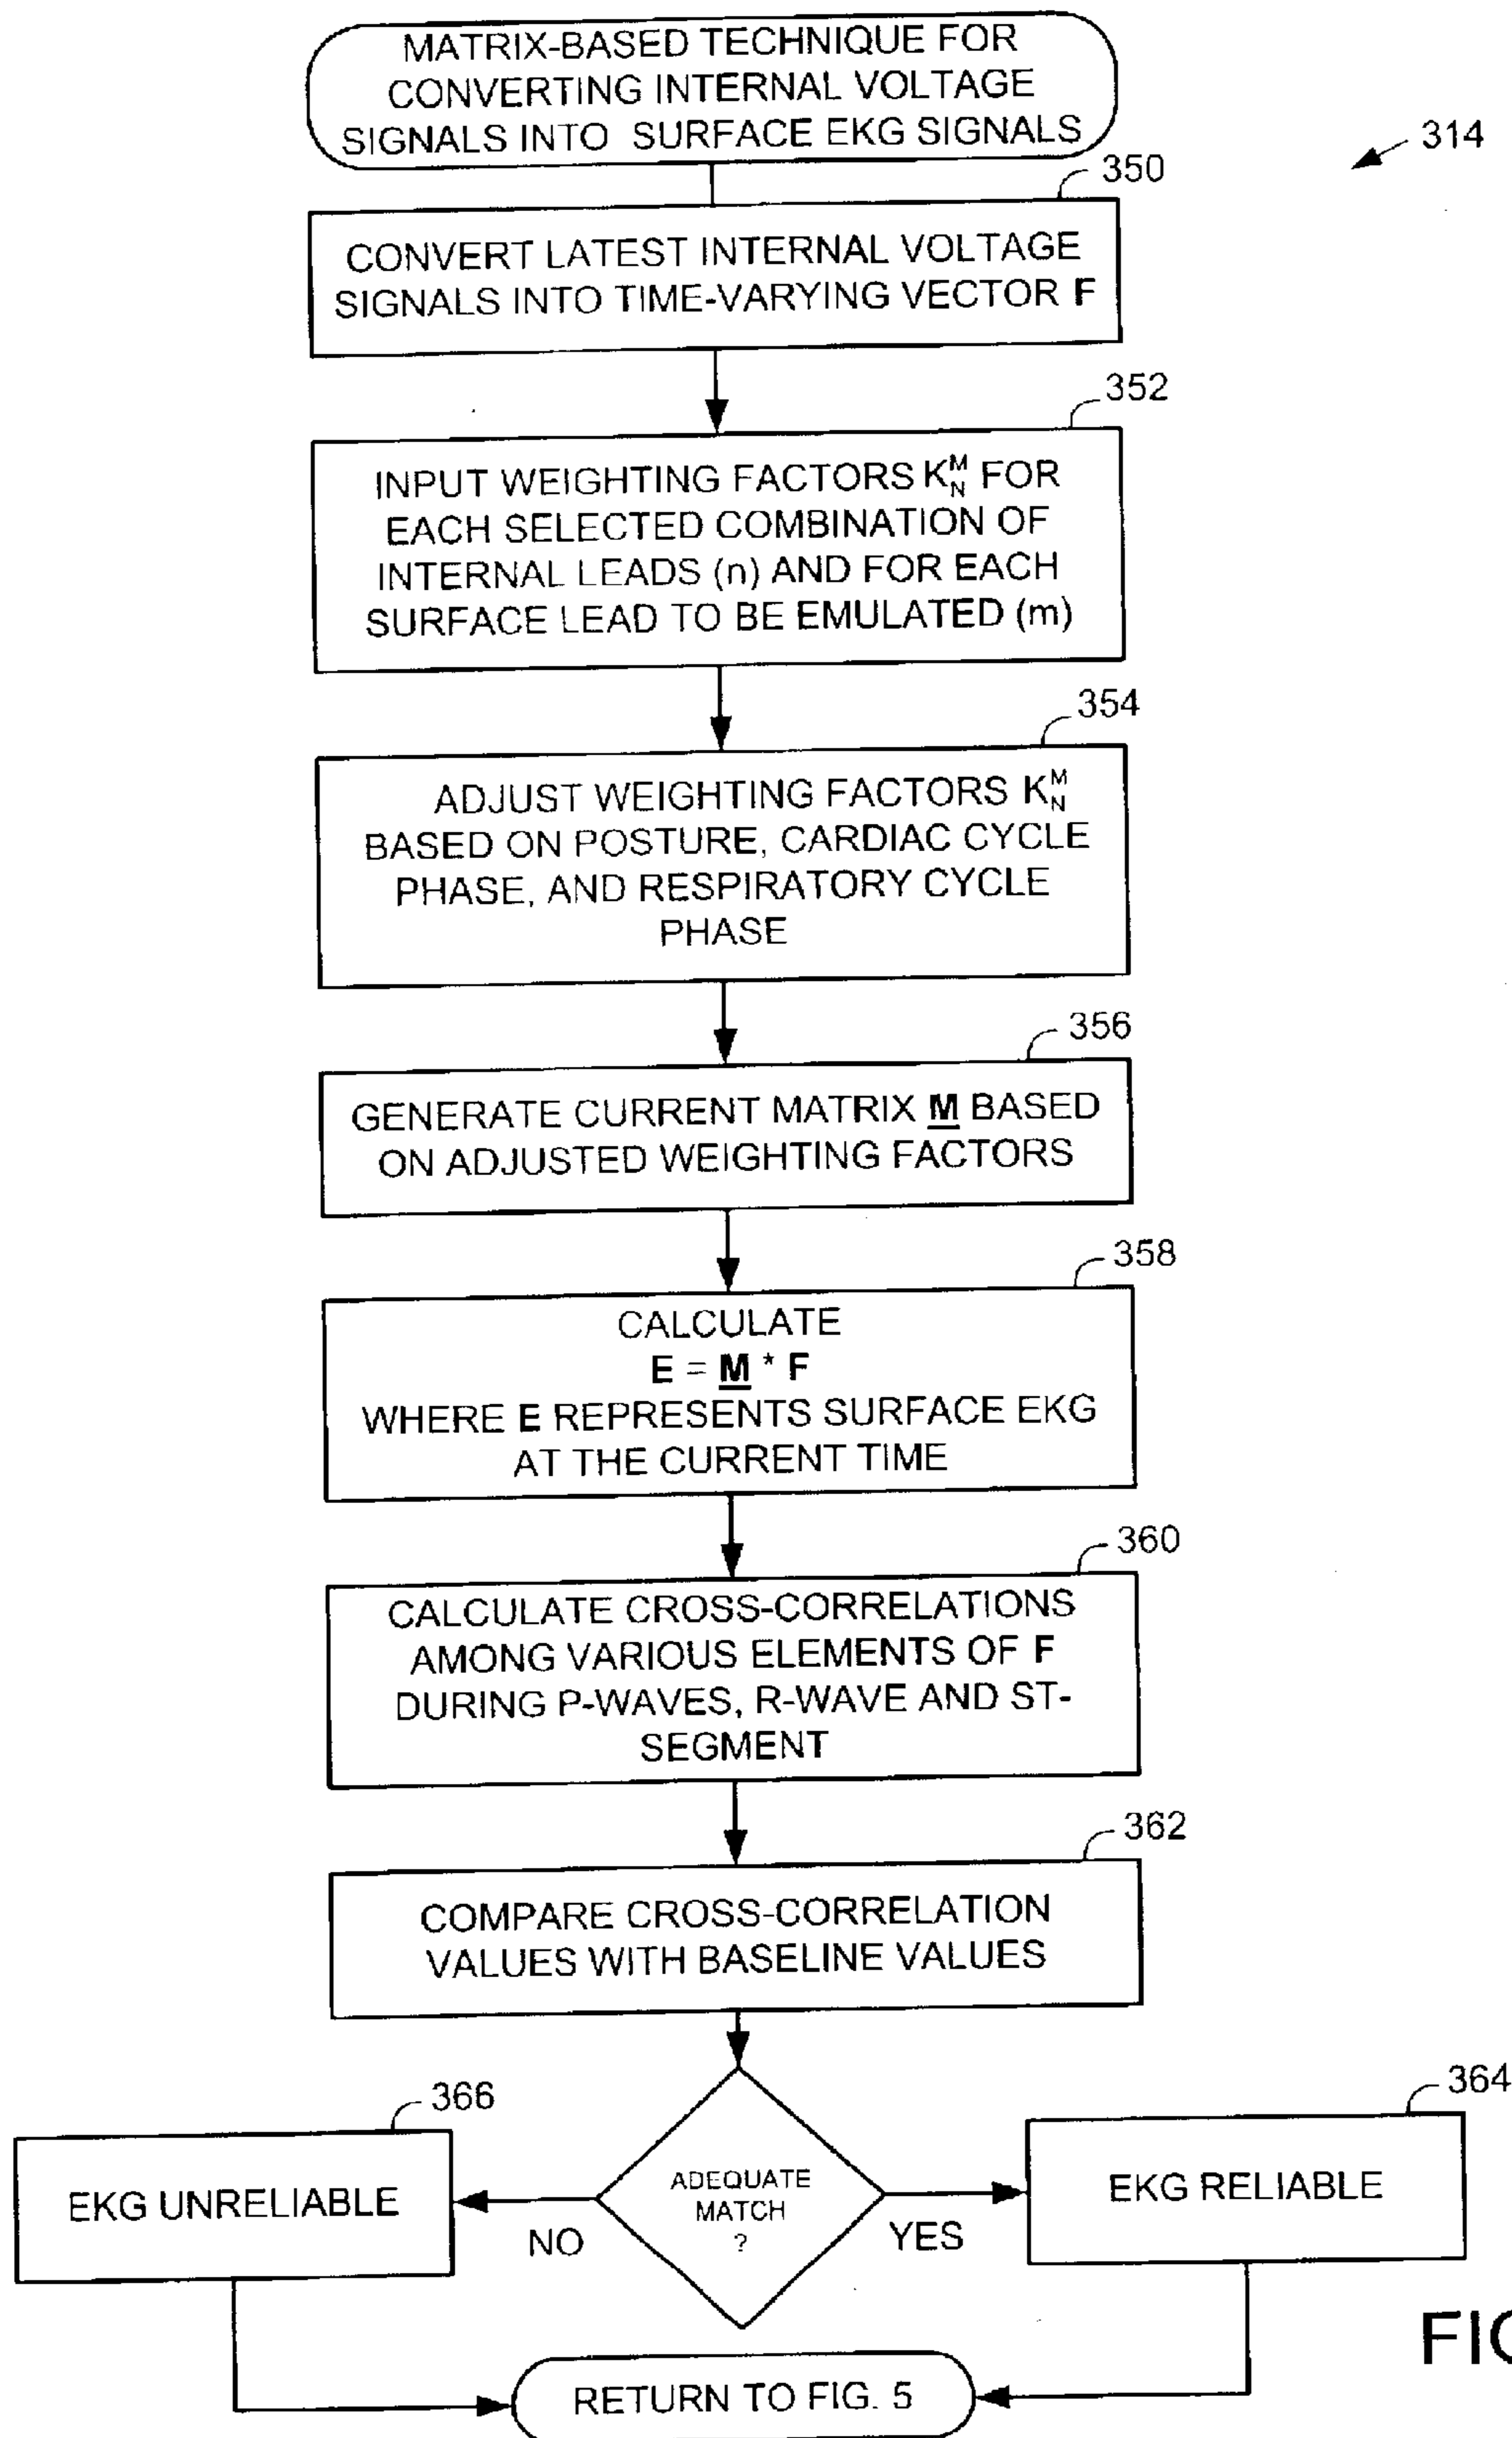 MATRIX-BASED TECHNIQUE FOR
CONVERTING INTERNAL VOLTAGE
SIGNALS INTO SURFACE EKG SIGNALS
314
350
CONVERT LATEST INTERNAL VOLTAGE
SIGNALS INTO TIME-VARYING VECTOR F
352
INPUT WEIGHTING FACTORS K_N^M FOR
EACH SELECTED COMBINATION OF
INTERNAL LEADS (n) AND FOR EACH
SURFACE LEAD TO BE EMULATED (m)
354
ADJUST WEIGHTING FACTORS K_N^M
BASED ON POSTURE, CARDIAC CYCLE
PHASE, AND RESPIRATORY CYCLE
PHASE
356
GENERATE CURRENT MATRIX M BASED
ON ADJUSTED WEIGHTING FACTORS
358
CALCULATE
E = M * F
WHERE E REPRESENTS SURFACE EKG
AT THE CURRENT TIME
360
CALCULATE CROSS-CORRELATIONS
AMONG VARIOUS ELEMENTS OF F
DURING P-WAVES, R-WAVE AND ST-
SEGMENT
362
COMPARE CROSS-CORRELATION
VALUES WITH BASELINE VALUES
366
EKG UNRELIABLE
NO
ADEQUATE
MATCH
?
YES
364
EKG RELIABLE
RETURN TO FIG. 5